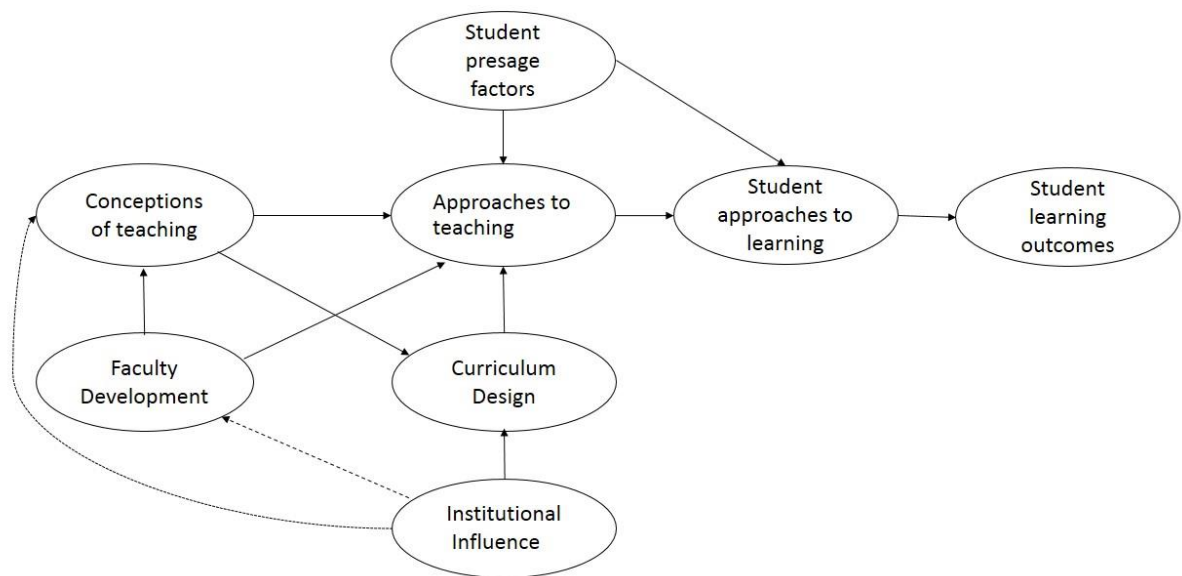 Student
presage
factors
Conceptions
of teaching
Approaches to
teaching
Student
approaches to
learning
Student
learning
outcomes
Faculty
Development
Curriculum
Design
Institutional
Influence